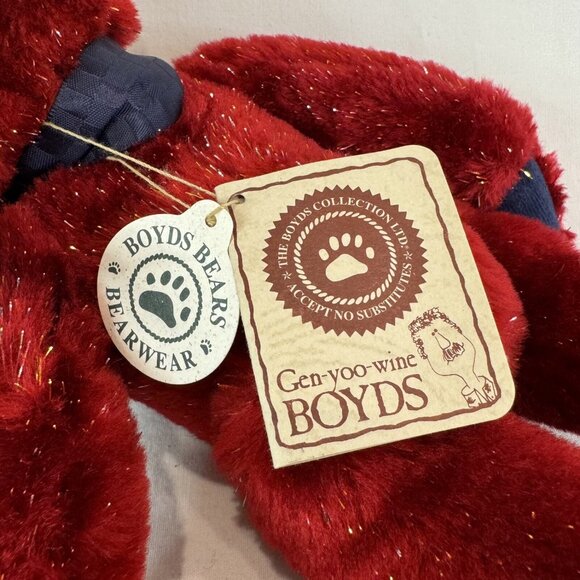 BOYDS BEARS
BEARWEAR
THE BOYDS COLLECTION LTD.
ACCEPT NO SUBSTITUTES
Gen-yoo-wine
BOYDS